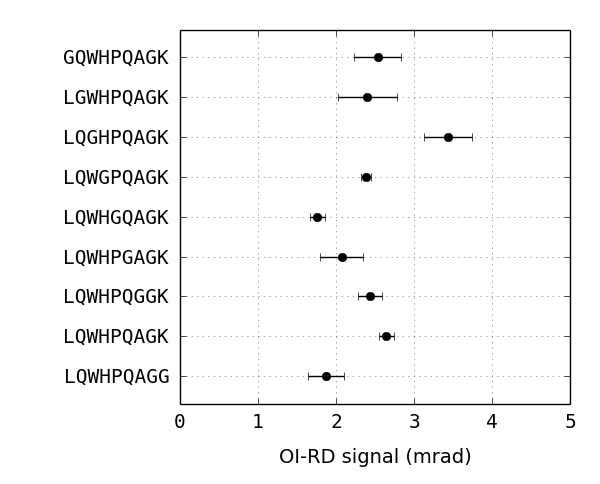 GQWHPQAGK
LGWHPQAGK
LQGHPQAGK
LQWGPQAGK
LQWHGQAGK
LQWHPGAGK
LQWHPQGGK
LQWHPQAGK
LQWHPQAGG
0 1 2 3 4 5
OI-RD signal (mrad)